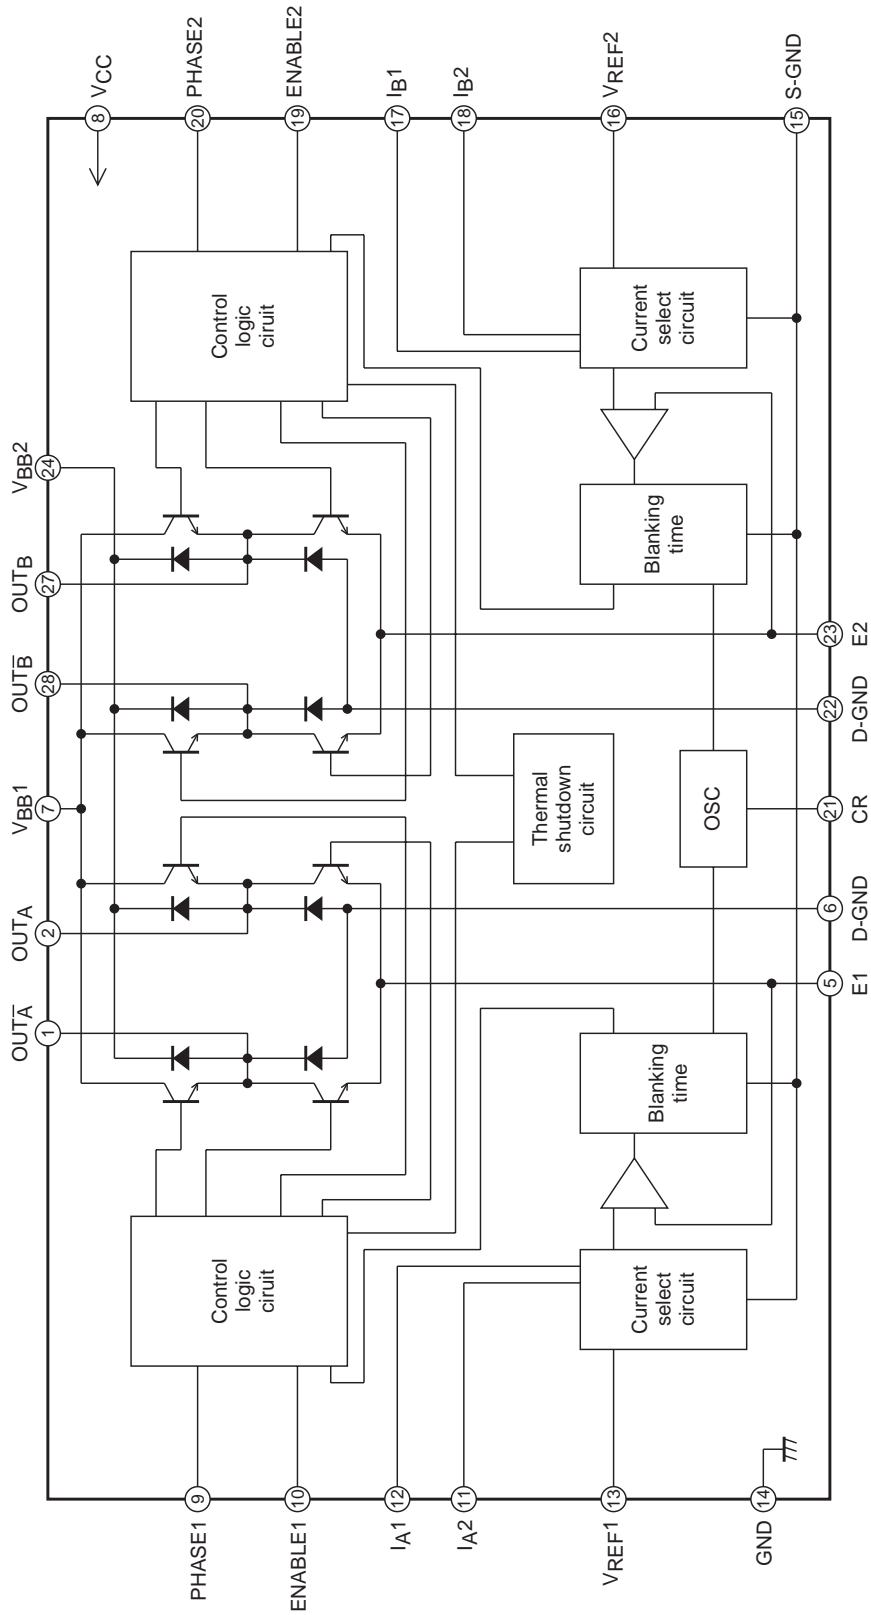 OUTA̅
OUTA
VBB1
OUTB̅
OUTB
VBB2
1
2
7
28
27
24
8
VCC
PHASE1
9
Control
logic
ciruit
Control
logic
ciruit
20
PHASE2
ENABLE1
10
19
ENABLE2
IA1
12
17
IB1
IA2
11
18
IB2
Thermal
shutdown
circuit
VREF1
13
Current
select
circuit
Blanking
time
OSC
Blanking
time
Current
select
circuit
16
VREF2
GND
14
15
S-GND
5
6
21
22
23
E1
D-GND
CR
D-GND
E2